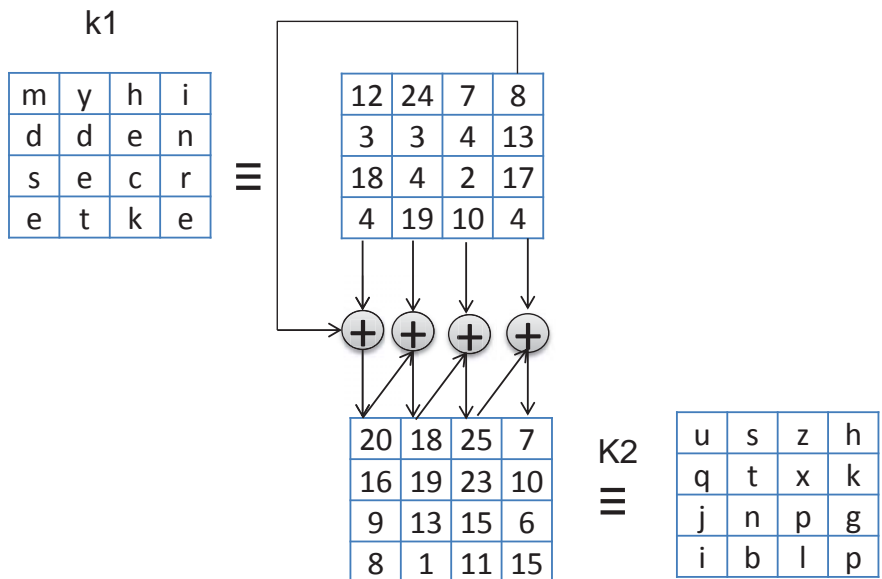 k1
m y h i
d d e n
s e c r
e t k e
≡
12 24 7 8
3 3 4 13
18 4 2 17
4 19 10 4
+ + + +
20 18 25 7
16 19 23 10
9 13 15 6
8 1 11 15
K2
≡
u s z h
q t x k
j n p g
i b l p